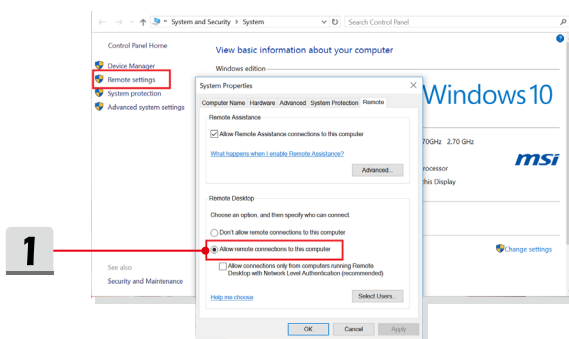 System and Security > System
Search Control Panel
Control Panel Home
Device Manager
Remote settings
System protection
Advanced system settings
See also
Security and Maintenance
View basic information about your computer
Windows edition
Windows 10
70GHz 2.70 GHz
msi
rocessor
this Display
Change settings
System Properties
Computer Name Hardware Advanced System Protection Remote
Remote Assistance
Allow Remote Assistance connections to this computer
What happens when I enable Remote Assistance?
Advanced...
Remote Desktop
Choose an option, and then specify who can connect.
Don't allow remote connections to this computer
Allow remote connections to this computer
Allow connections only from computers running Remote
Desktop with Network Level Authentication (recommended)
Help me choose
Select Users...
OK Cancel Apply
1